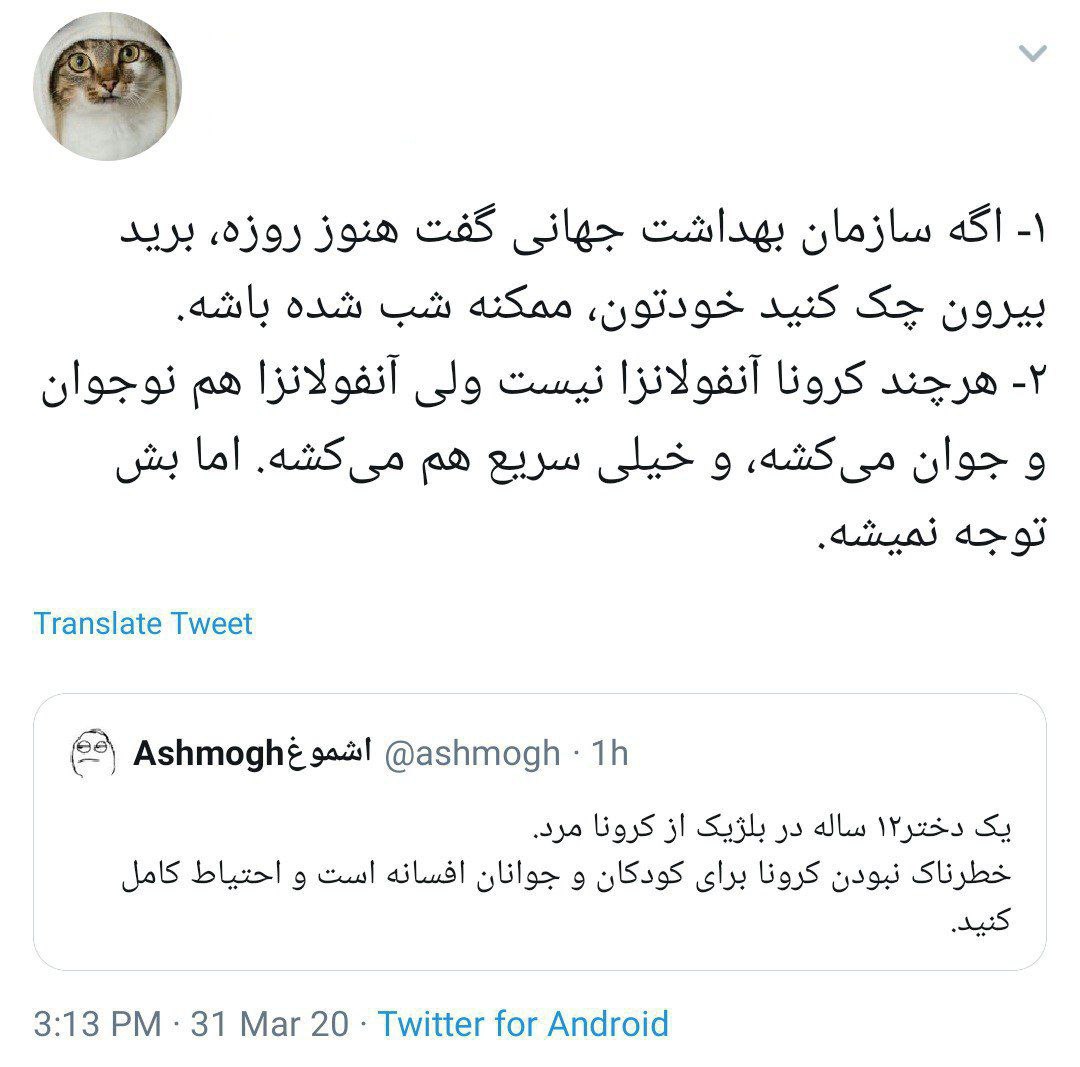 ۱- اگه سازمان بهداشت جهانی گفت هنوز روزه، برید
بیرون چک کنید خودتون، ممکنه شب شده باشه.
۲- هرچند کرونا آنفولانزا نیست ولی آنفولانزا هم نوجوان
و جوان می‌کشه، و خیلی سریع هم می‌کشه. اما بش
توجه نمیشه.
Translate Tweet
Ashmoghاشموغ @ashmogh · 1h
یک دختر۱۲ ساله در بلژیک از کرونا مرد.
خطرناک نبودن کرونا برای کودکان و جوانان افسانه است و احتیاط کامل
کنید.
3:13 PM · 31 Mar 20 · Twitter for Android